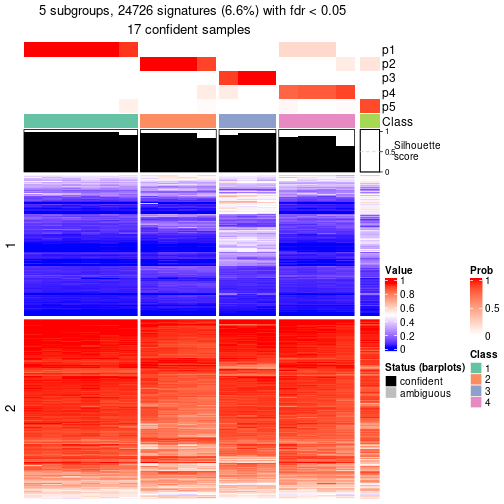 5 subgroups, 24726 signatures (6.6%) with fdr < 0.05
17 confident samples
p1
p2
p3
p4
p5
Class
1
0.5
0
Silhouette
score
1
2
Value
1
0.8
0.6
0.4
0.2
0
Prob
1
0.5
0
Status (barplots)
confident
ambiguous
Class
1
2
3
4